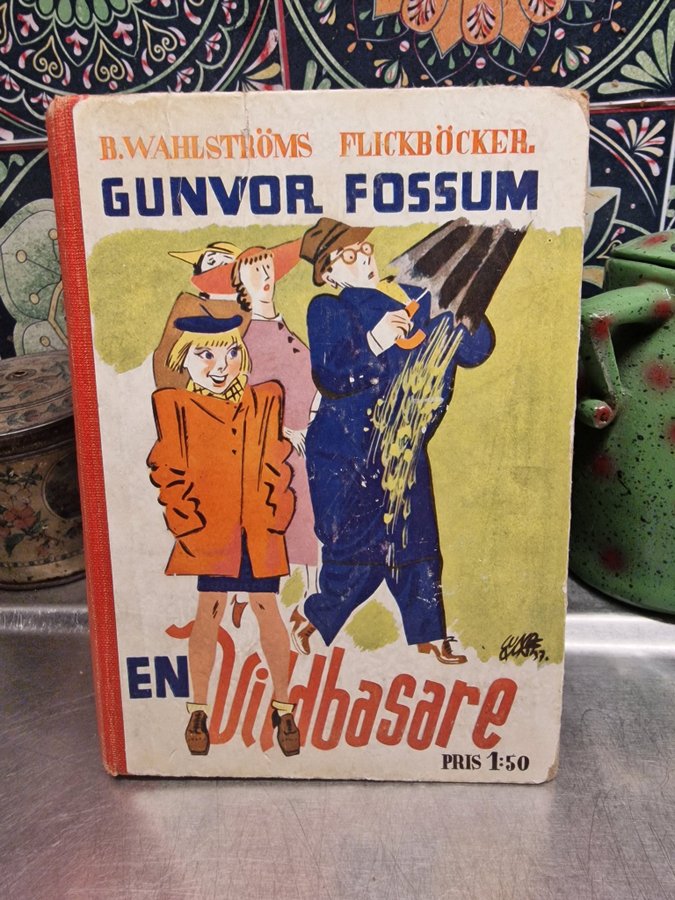 B. WAHLSTRÖMS FLICKBÖCKER.
GUNVOR FOSSUM
EN Vildbasare
PRIS 1:50